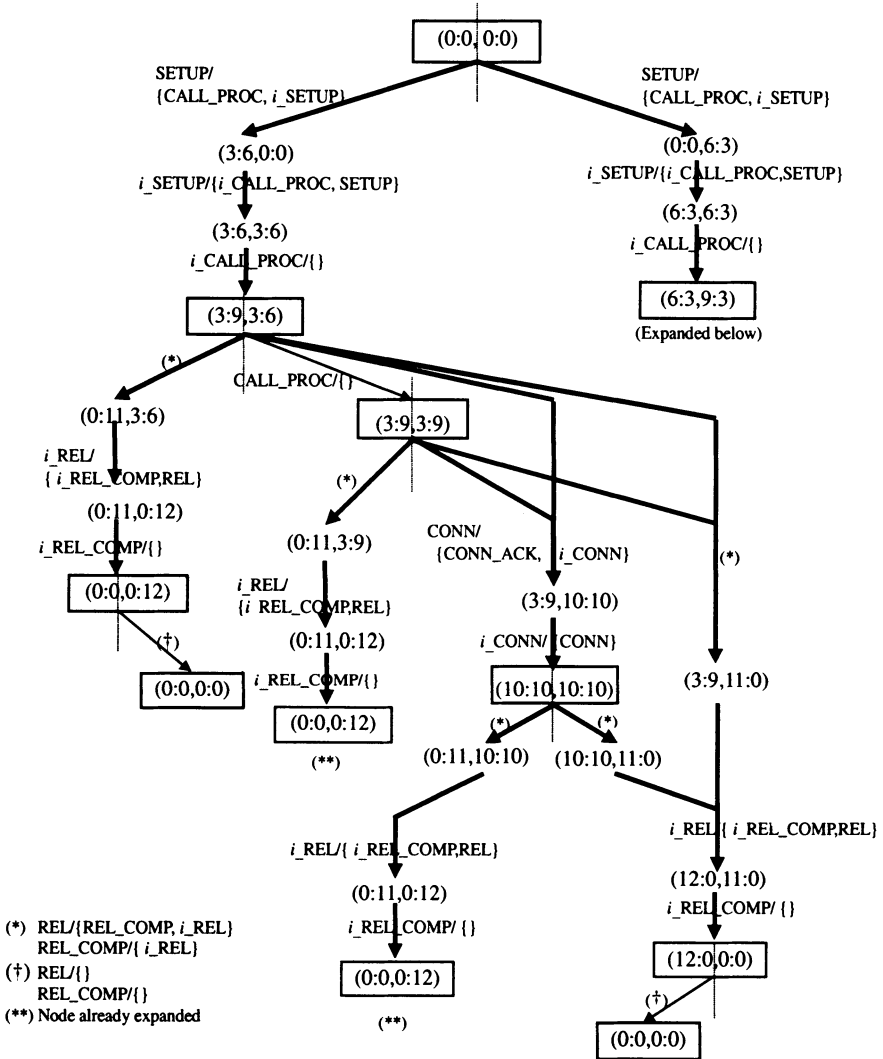 (0:0, 0:0)
SETUP/
{CALL_PROC, i_SETUP}
SETUP/
{CALL_PROC, i_SETUP}
(3:6,0:0)
(0:0,6:3)
i_SETUP/{i_CALL_PROC, SETUP}
i_SETUP/{i_CALL_PROC,SETUP}
(3:6,3:6)
(6:3,6:3)
i_CALL_PROC/{}
i_CALL_PROC/{}
(3:9,3:6)
(6:3,9:3)
(Expanded below)
(*)
CALL_PROC/{}
(0:11,3:6)
(3:9,3:9)
i_REL/
{ i_REL_COMP,REL}
(*)
(0:11,0:12)
(0:11,3:9)
CONN/
{CONN_ACK, i_CONN}
(*)
i_REL_COMP/{}
i_REL/
{i REL_COMP,REL}
(3:9,10:10)
(0:0,0:12)
(0:11,0:12)
i_CONN/ {CONN}
(†)
i_REL_COMP/{}
(10:10,10:10)
(3:9,11:0)
(0:0,0:0)
(0:0,0:12)
(*)
(*)
(**)
(0:11,10:10)
(10:10,11:0)
i_REL/{ i_REL_COMP,REL}
i_REL/{ i_REL_COMP,REL}
(0:11,0:12)
(12:0,11:0)
i_REL_COMP/ {}
i_REL_COMP/ {}
(0:0,0:12)
(12:0,0:0)
(**)
(†)
(0:0,0:0)
(*) REL/{REL_COMP, i_REL}
REL_COMP/{ i_REL}
(†) REL/{}
REL_COMP/{}
(**) Node already expanded